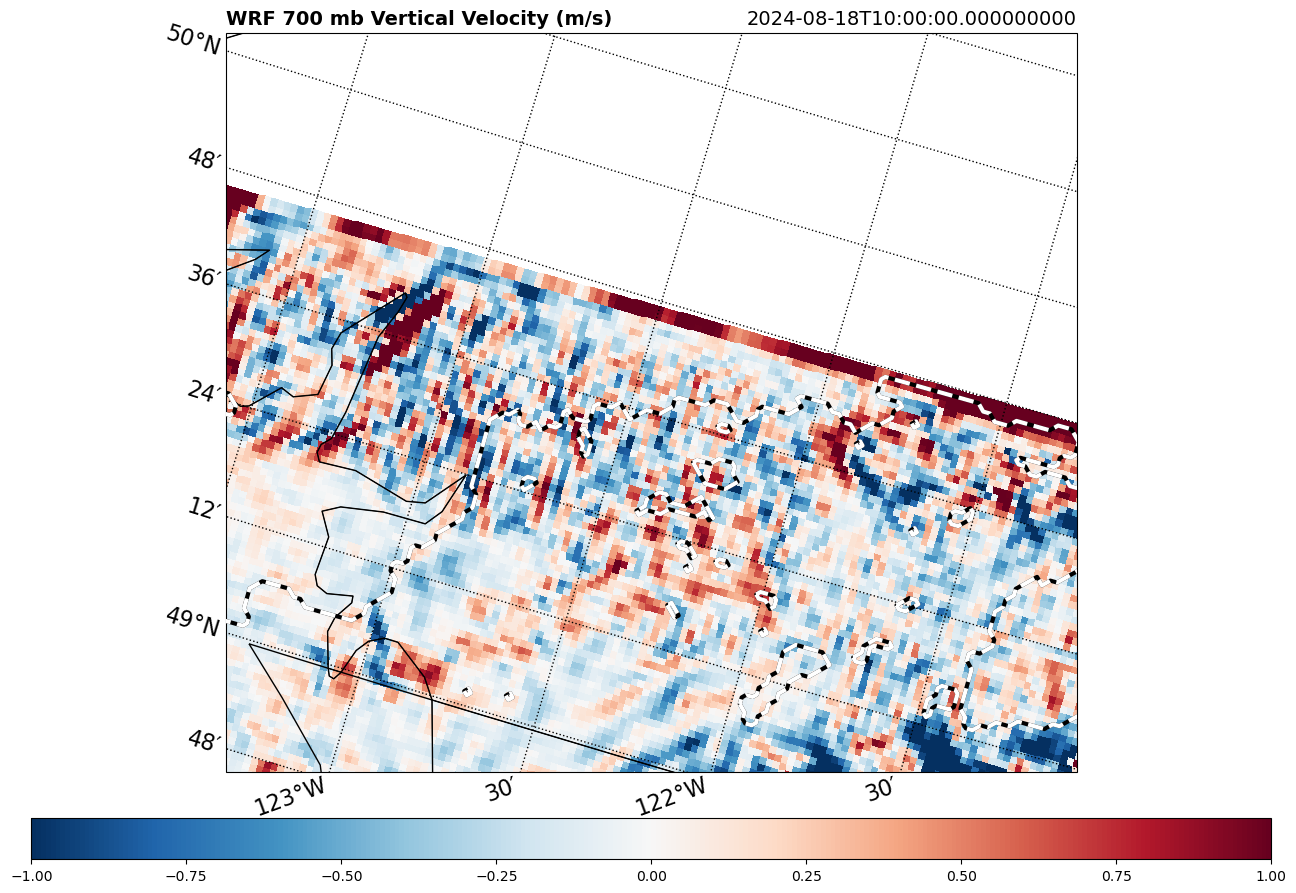 WRF 700 mb Vertical Velocity (m/s) 2024-08-18T10:00:00.000000000
50°N
48′
36′
24′
12′
49°N
48′
123°W 30′ 122°W 30′
−1.00 −0.75 −0.50 −0.25 0.00 0.25 0.50 0.75 1.00